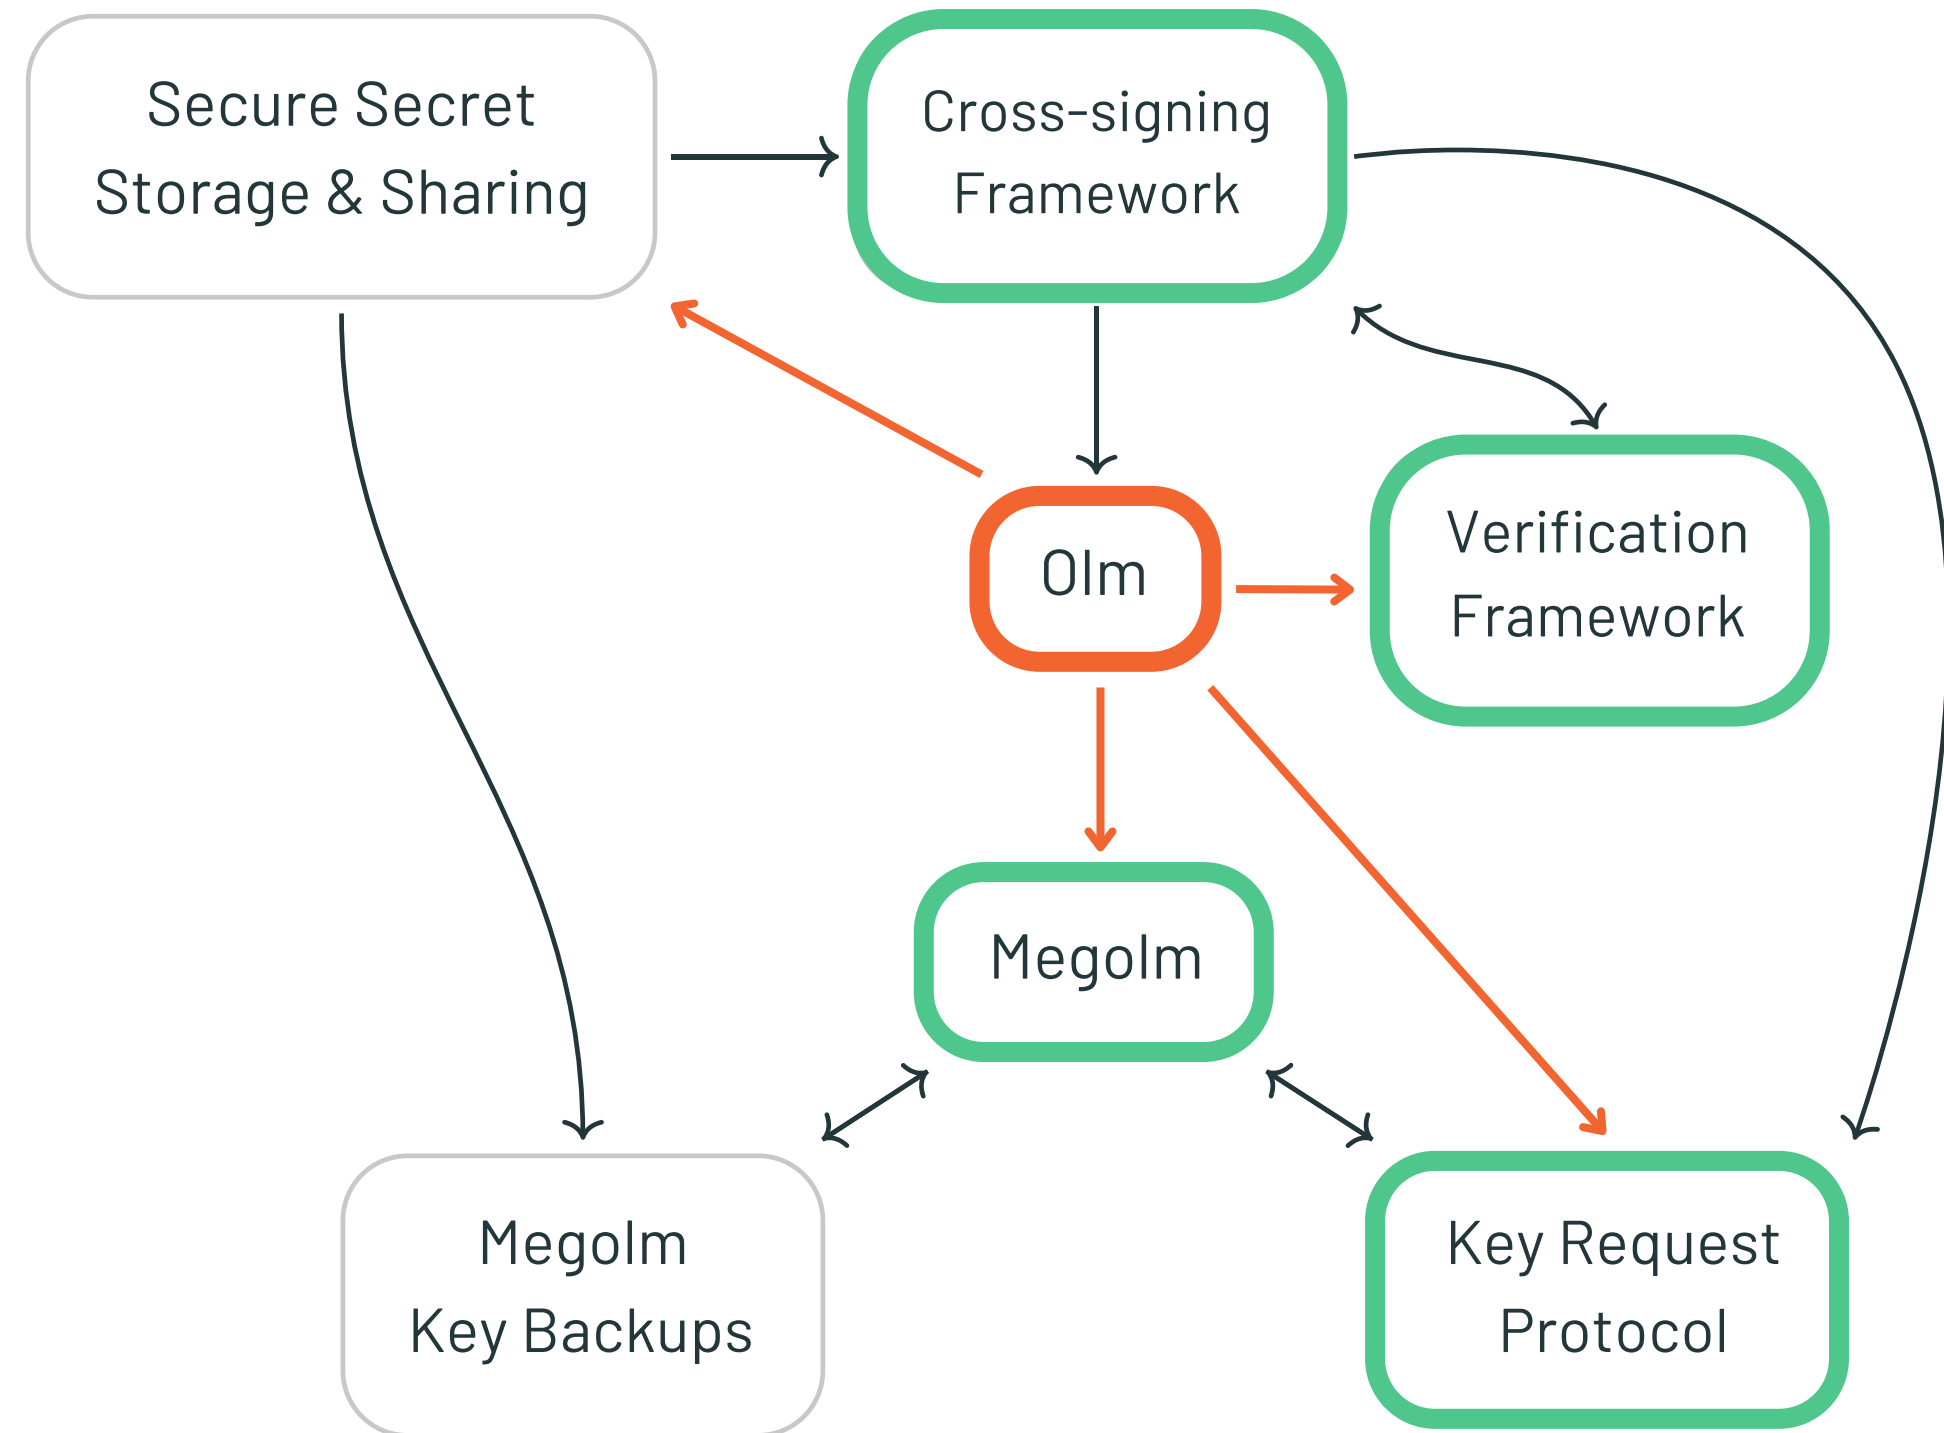 Secure Secret
Storage & Sharing
Cross-signing
Framework
Olm
Verification
Framework
Megolm
Megolm
Key Backups
Key Request
Protocol